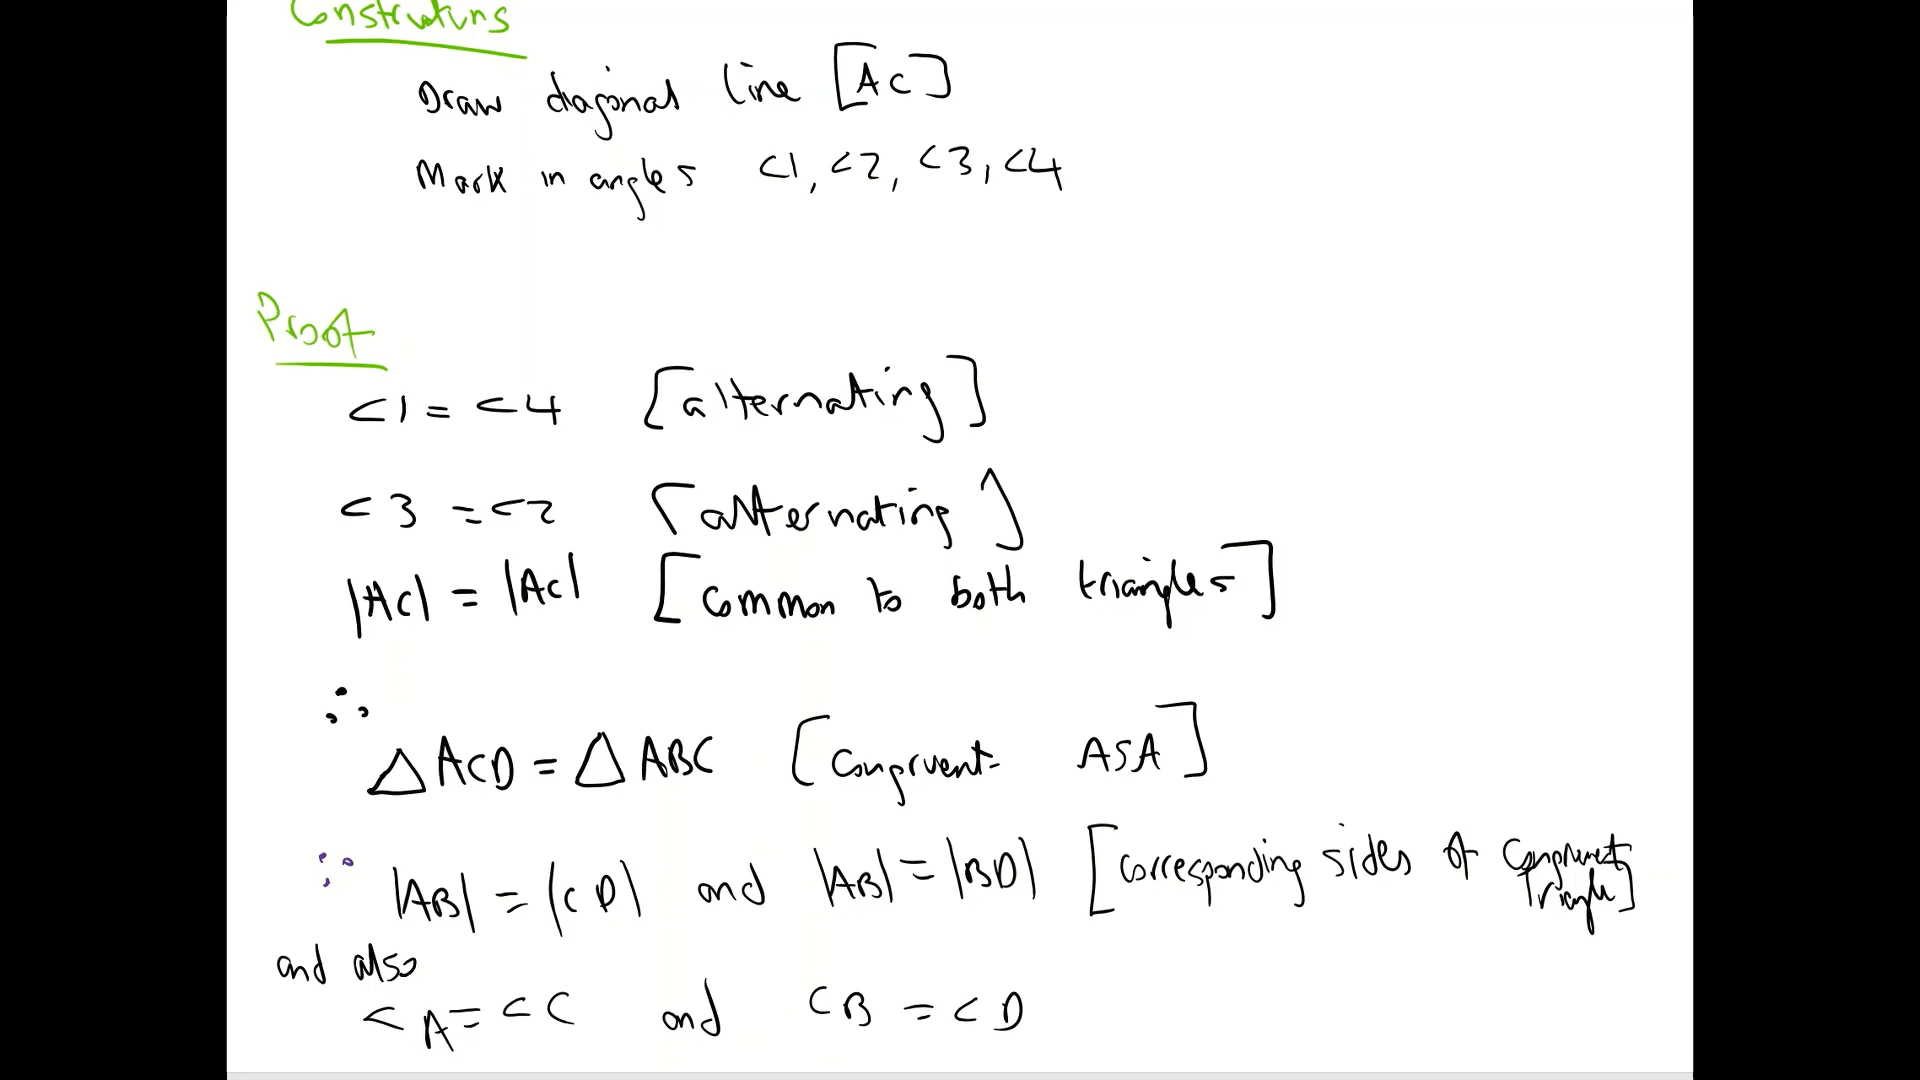 Constructions
Draw diagonal line [AC]
Mark in angles <1, <2, <3, <4
Proof
<1 = <4 [alternating]
<3 = <2 [alternating]
|AC| = |AC| [common to both triangles]
∴
△ACD = △ABC [Congruent ASA]
∵ |AB| = |CD| and |AB| = |BD| [Corresponding sides of Congruent Triangle]
and also
<A = <C and <B = <D